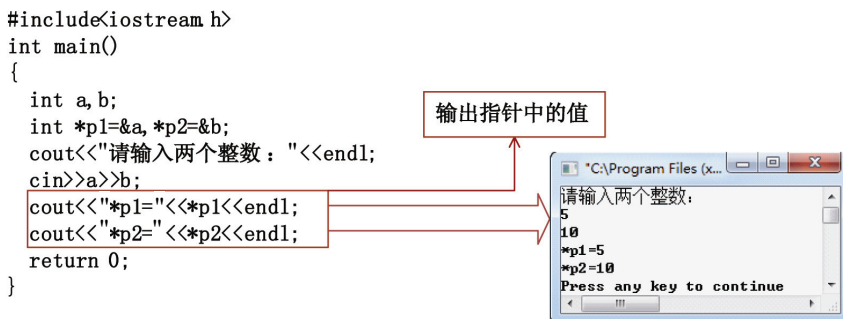 #include<iostream.h>
int main()
{
int a,b;
int *p1=&a,*p2=&b;
cout<<"请输入两个整数："<<endl;
cin>>a>>b;
cout<<"*p1="<<*p1<<endl;
cout<<"*p2="<<*p2<<endl;
return 0;
}
输出指针中的值
"C:\Program Files (x...
请输入两个整数：
5
10
*p1=5
*p2=10
Press any key to continue